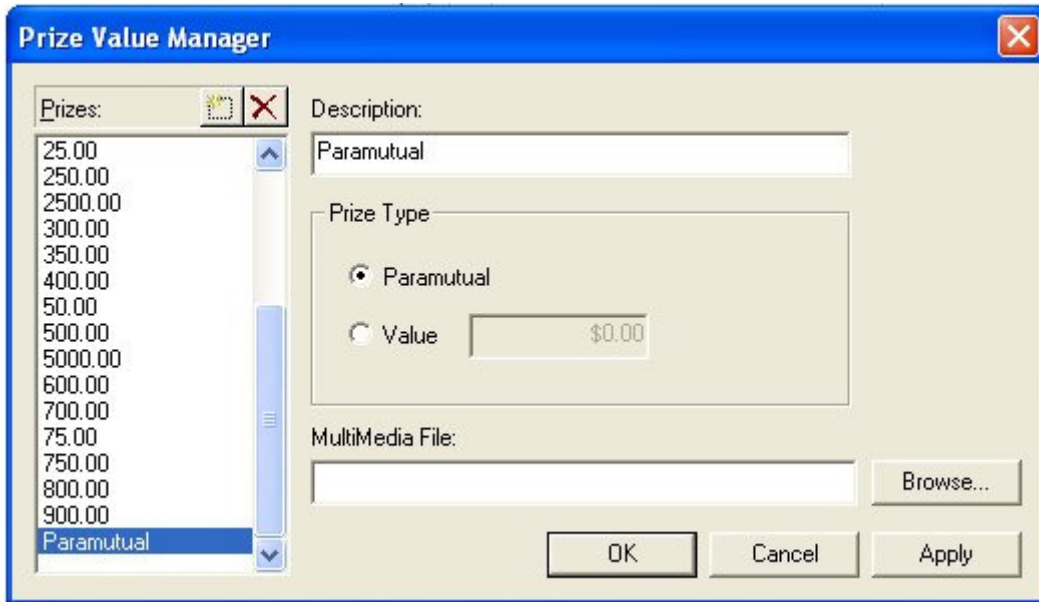 Prize Value Manager
Prizes:
25.00
250.00
2500.00
300.00
350.00
400.00
50.00
500.00
5000.00
600.00
700.00
75.00
750.00
800.00
900.00
Paramutual
Description:
Paramutual
Prize Type
Paramutual
Value $0.00
MultiMedia File:
Browse...
OK Cancel Apply